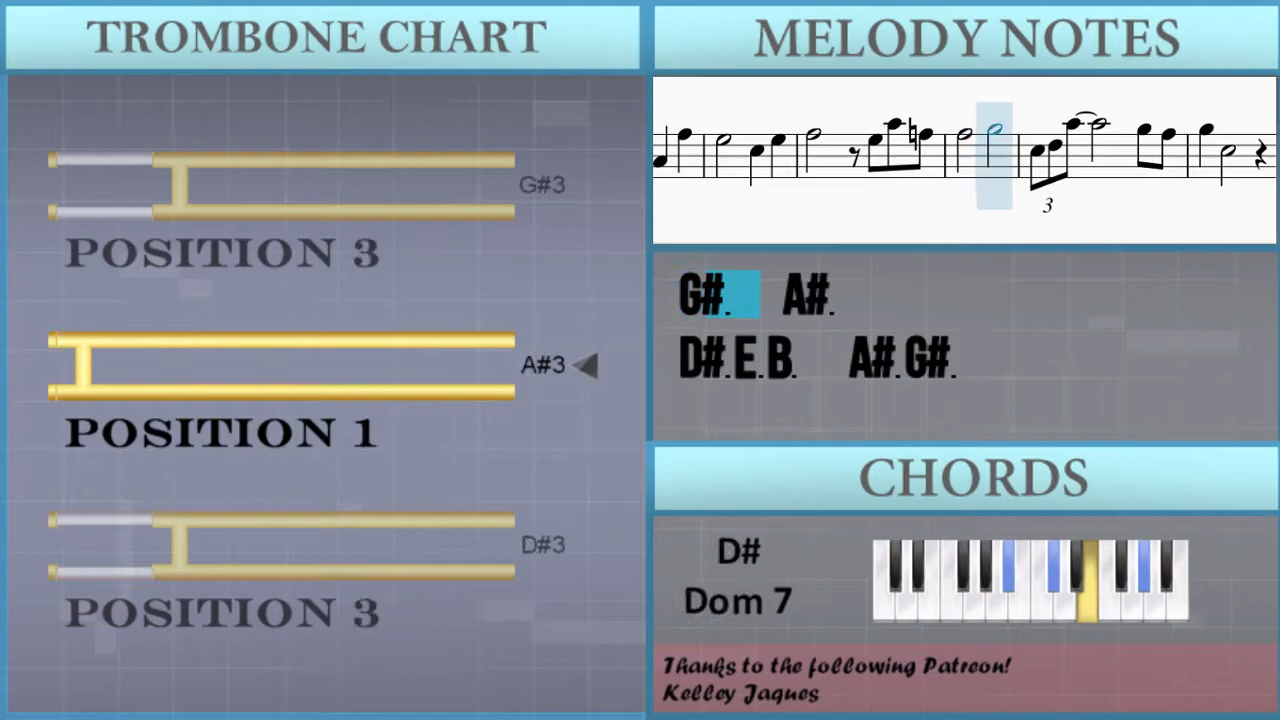 TROMBONE CHART
G#3
POSITION 3
A#3
POSITION 1
D#3
POSITION 3
MELODY NOTES
3
G#. A#.
D#.E.B. A#.G#.
CHORDS
D#
Dom 7
Thanks to the following Patreon!
Kelley Jaques